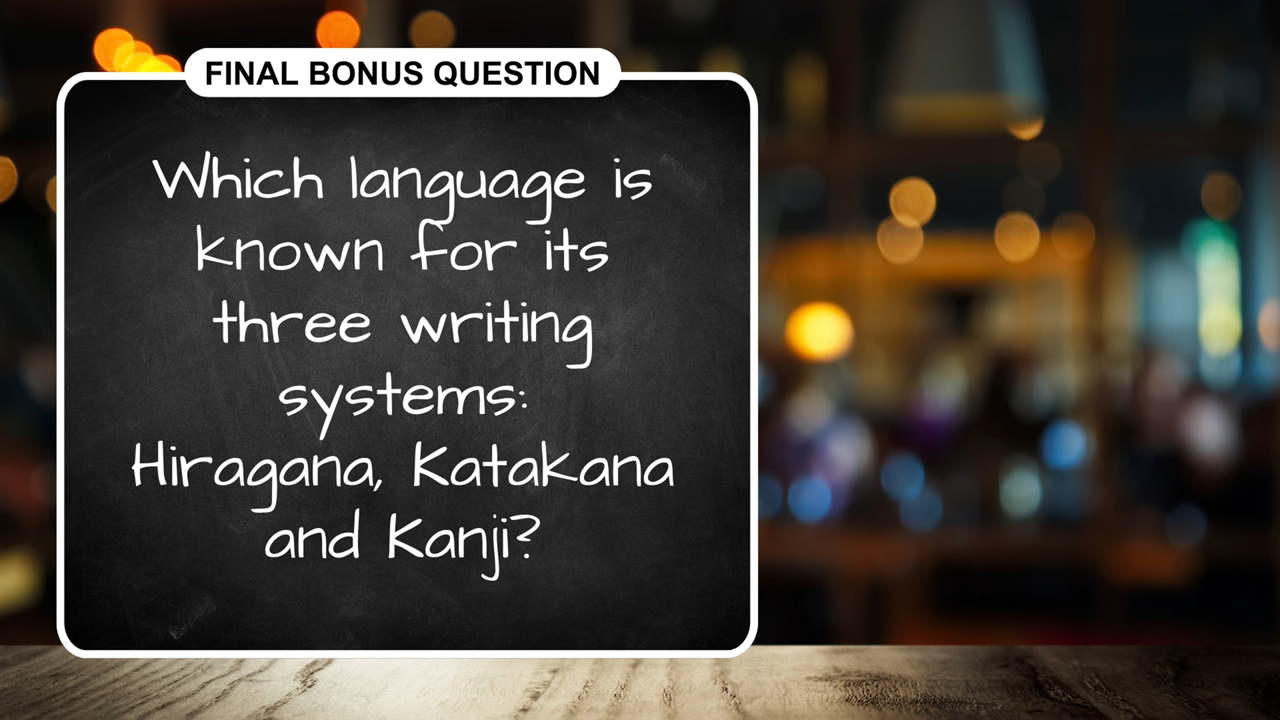 FINAL BONUS QUESTION
Which language is
known for its
three writing
systems:
Hiragana, Katakana
and Kanji?